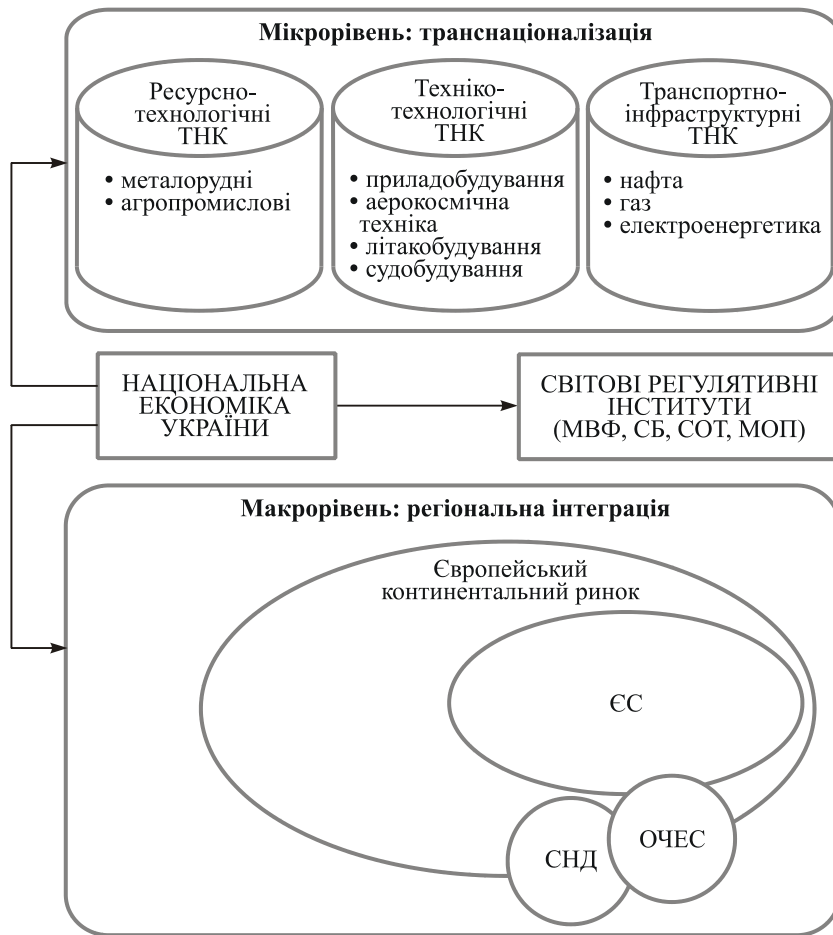 Мікрорівень: транснаціоналізація
Ресурсно-
технологічні
ТНК
• металорудні
• агропромислові
Техніко-
технологічні
ТНК
• приладобудування
• аерокосмічна
техніка
• літакобудування
• судобудування
Транспортно-
інфраструктурні
ТНК
• нафта
• газ
• електроенергетика
НАЦІОНАЛЬНА
ЕКОНОМІКА
УКРАЇНИ
СВІТОВІ РЕГУЛЯТИВНІ
ІНСТИТУТИ
(МВФ, СБ, СОТ, МОП)
Макрорівень: регіональна інтеграція
Європейський
континентальний ринок
ЄС
СНД
ОЧЕС